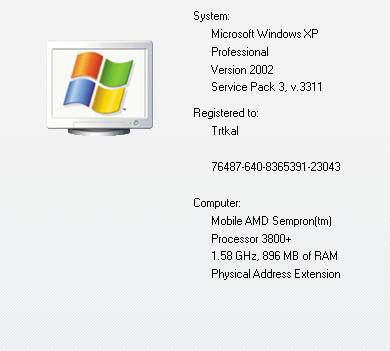 System:
Microsoft Windows XP
Professional
Version 2002
Service Pack 3, v.3311
Registered to:
Trtkal
76487-640-8365391-23043
Computer:
Mobile AMD Sempron(tm)
Processor 3800+
1.58 GHz, 896 MB of RAM
Physical Address Extension